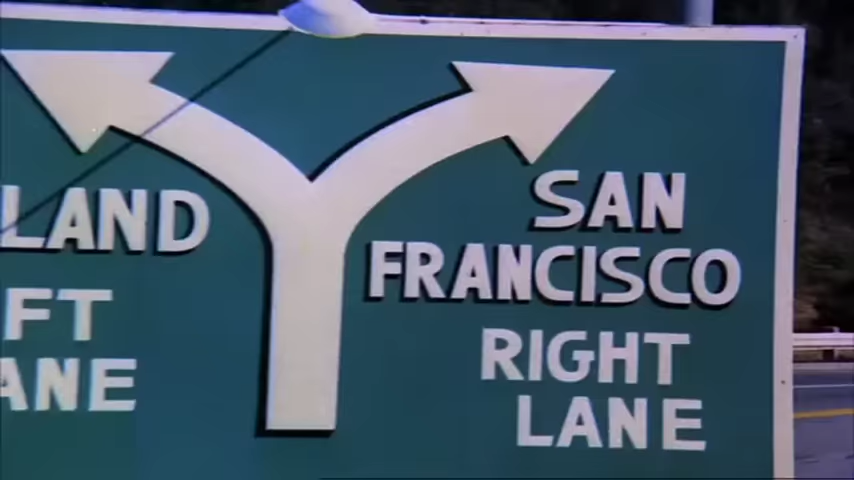 LAND
FT
ANE
SAN
FRANCISCO
RIGHT
LANE